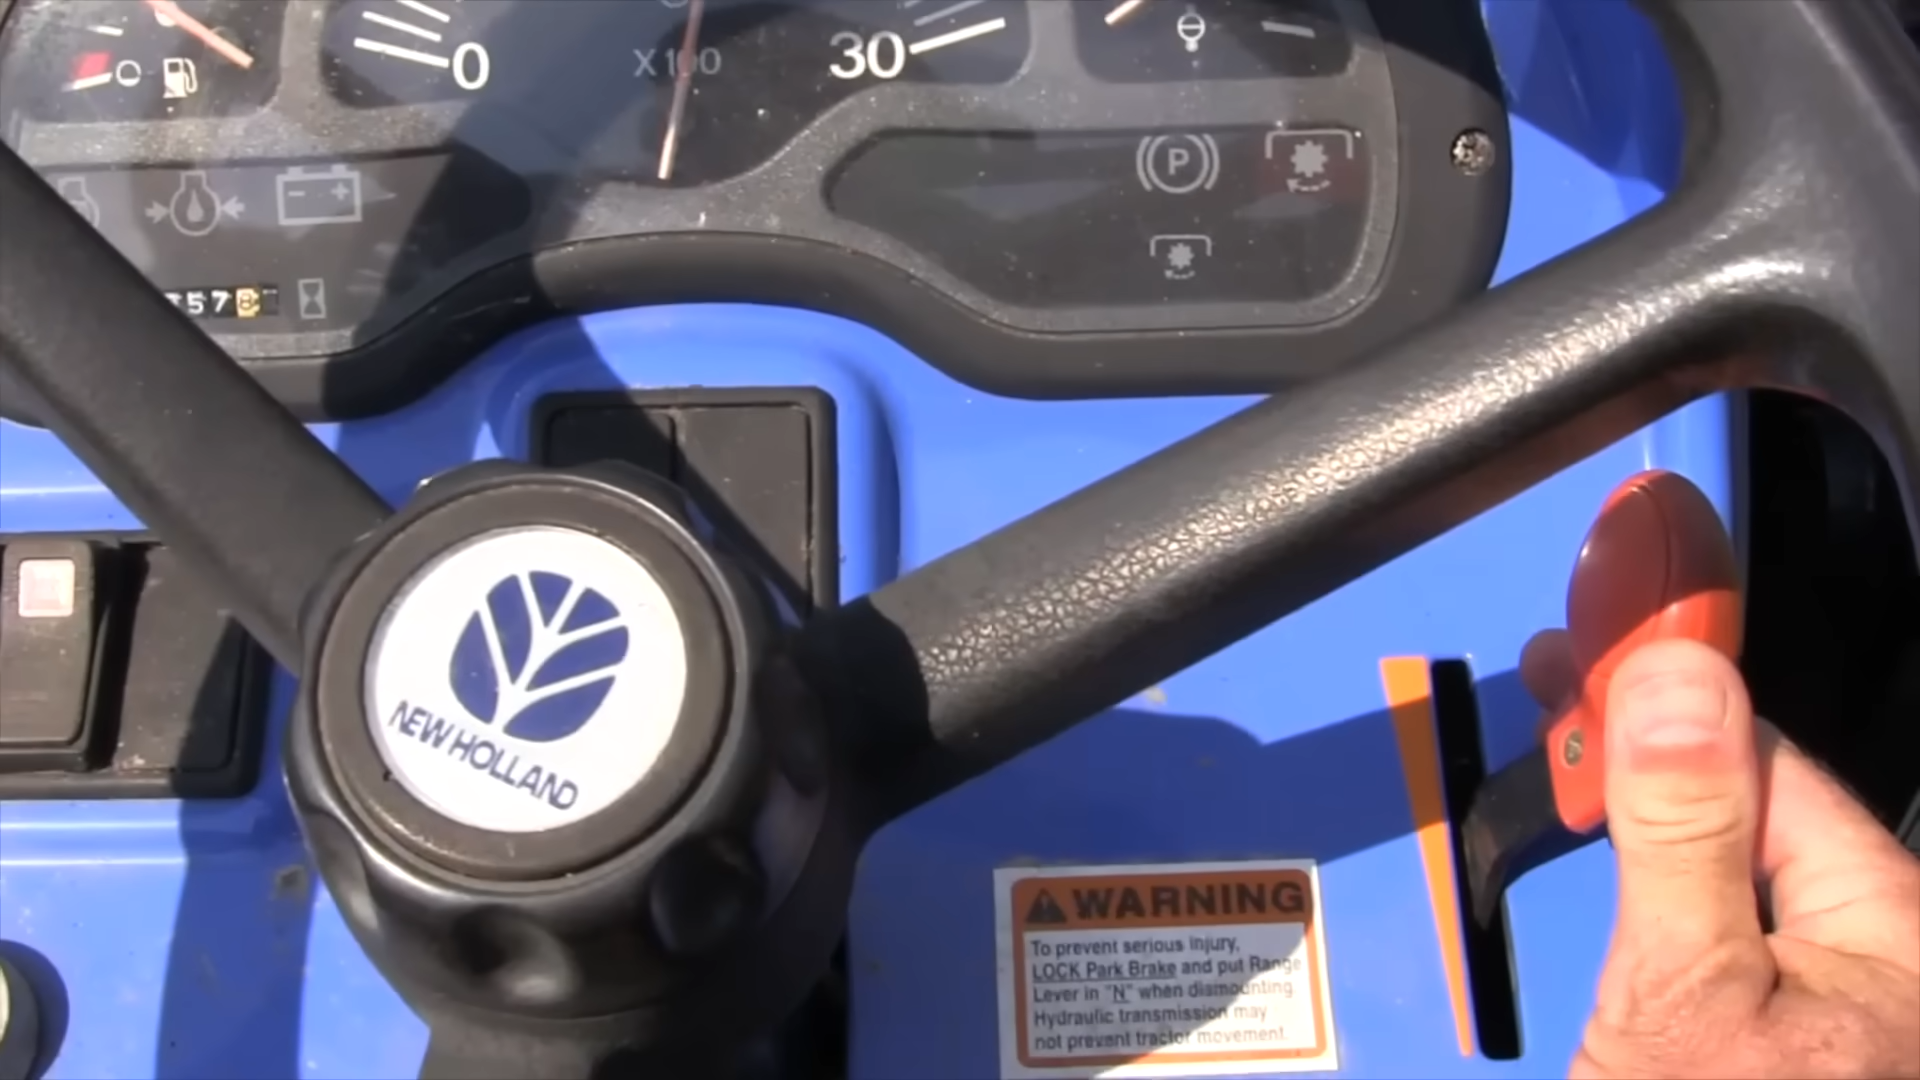 0
X100
30
P
578
NEW HOLLAND
WARNING
To prevent serious injury,
LOCK Park Brake and put Range
Lever in "N" when dismounting
Hydraulic transmission may
not prevent tractor movement.